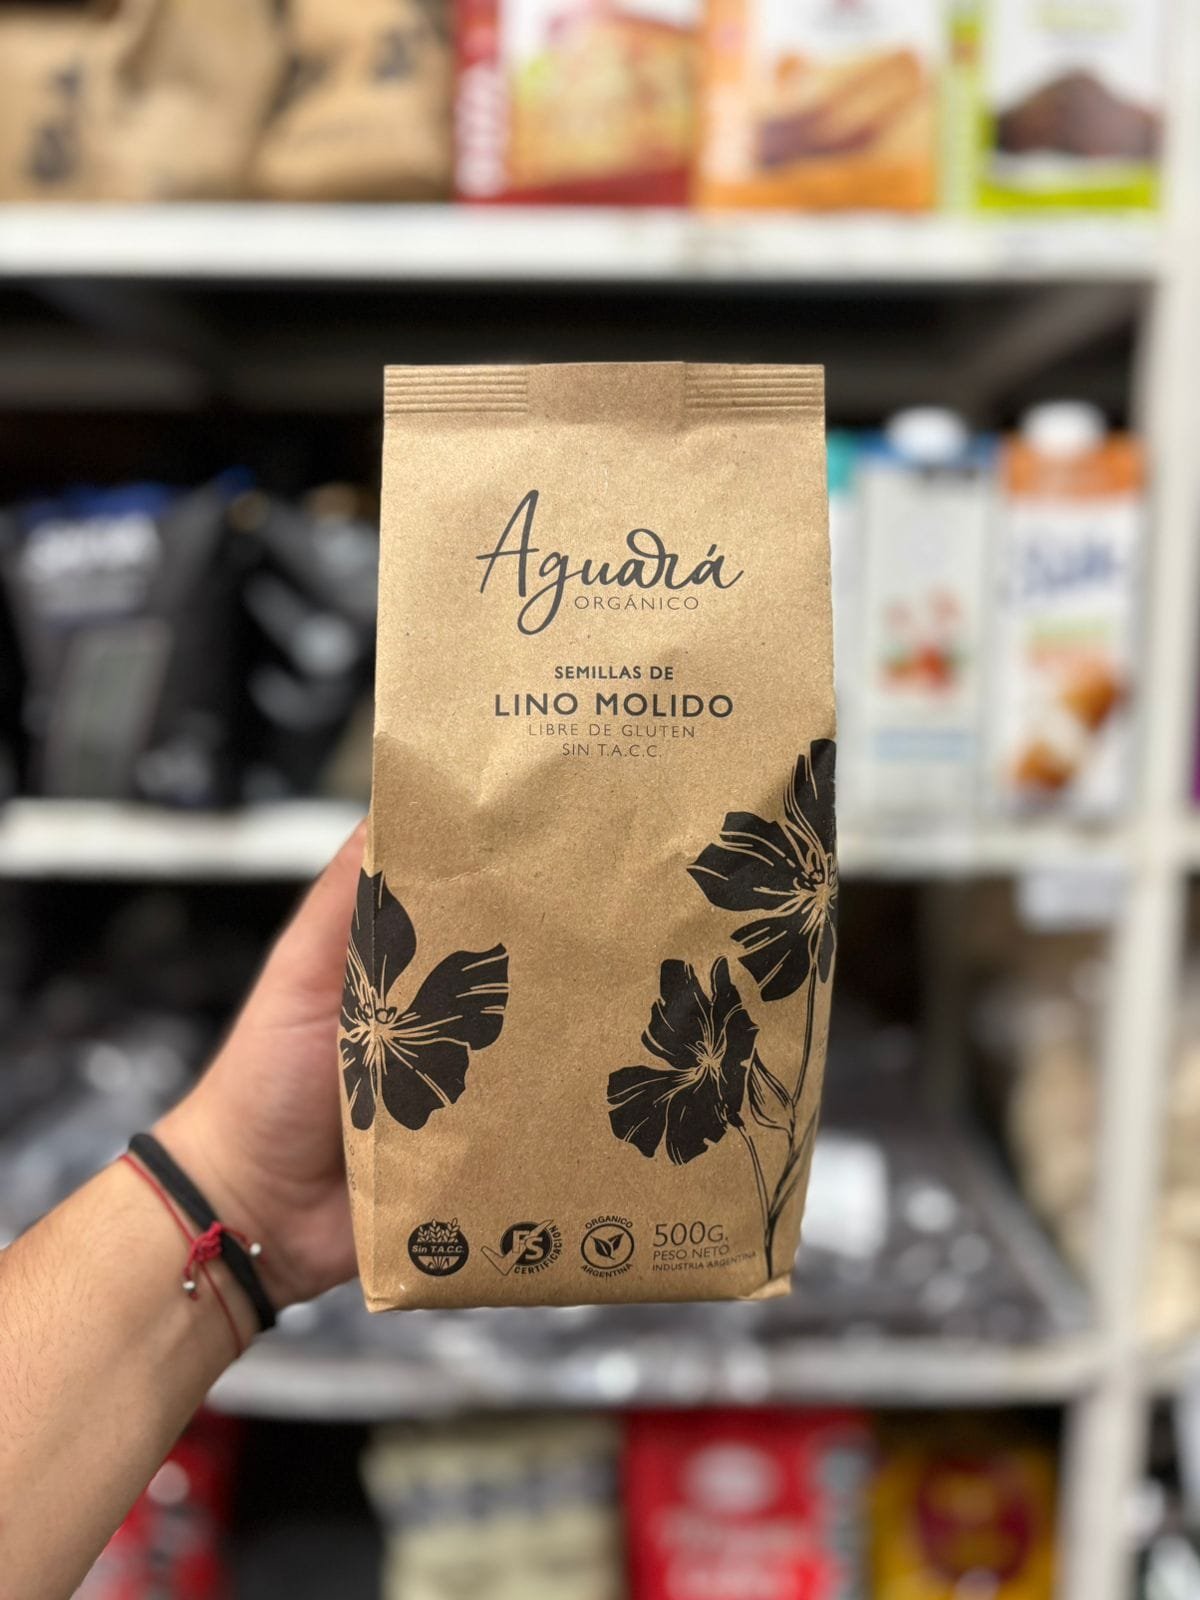 Aguará
ORGÁNICO
SEMILLAS DE
LINO MOLIDO
LIBRE DE GLUTEN
SIN T.A.C.C.
Sin T.A.C.C.
FS
CERTIFICACION
ORGANICO
ARGENTINA
500G.
PESO NETO
INDUSTRIA ARGENTINA